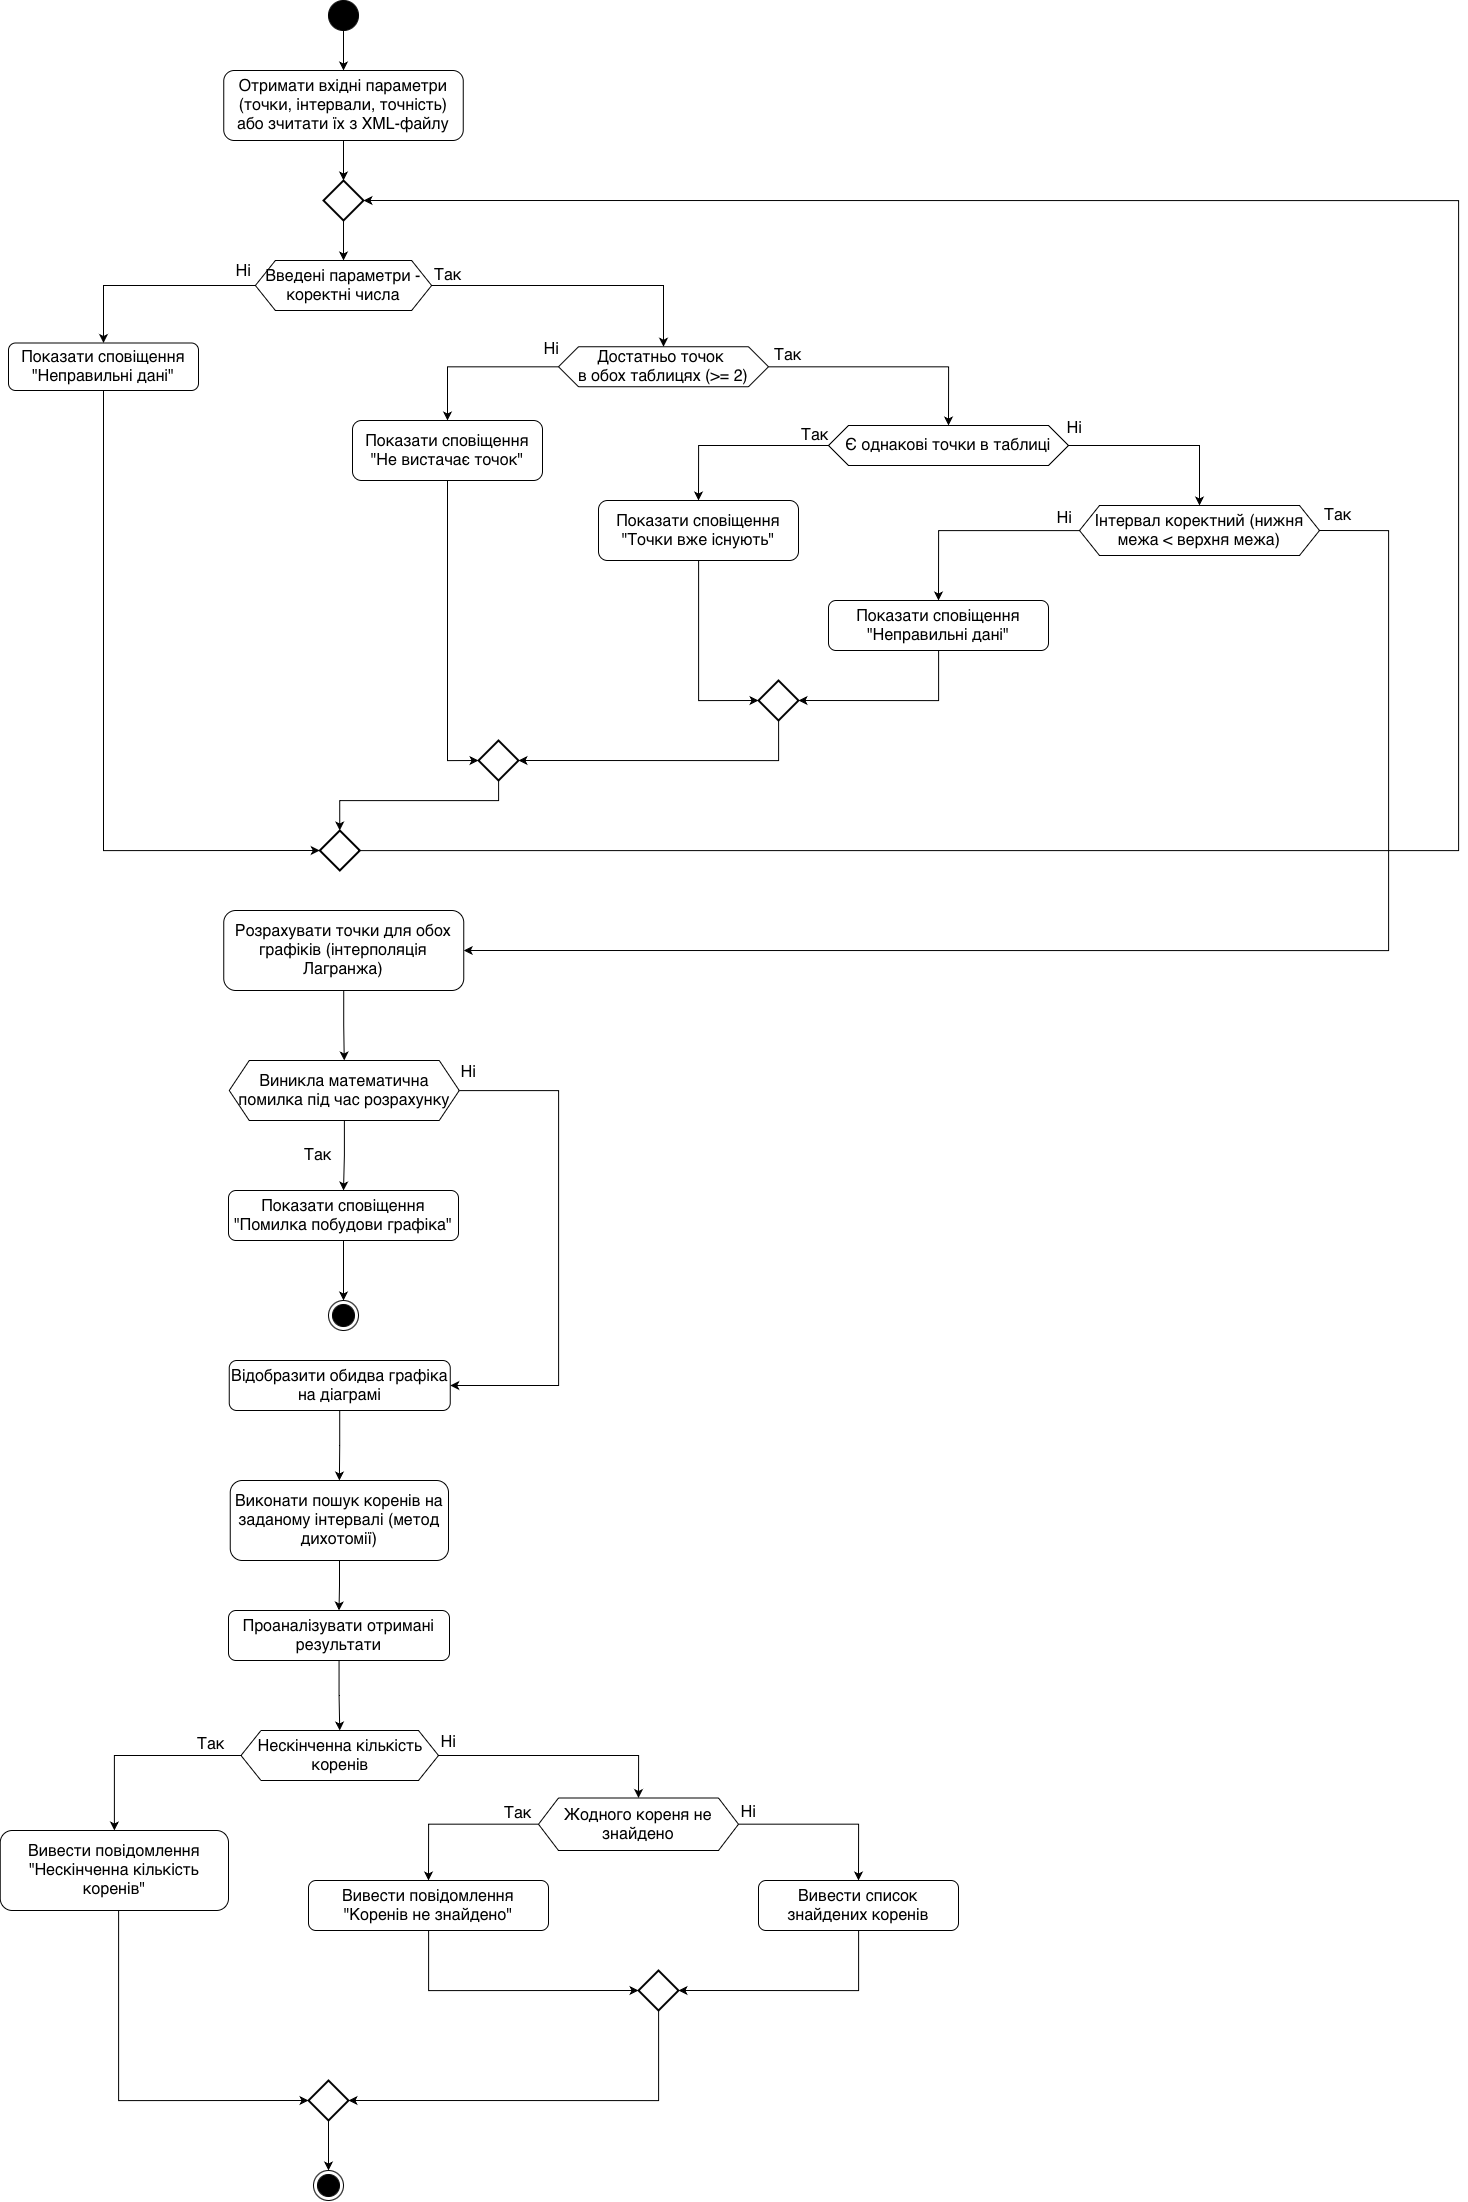 Отримати вхідні параметри
(точки, інтервали, точність)
або зчитати їх з XML-файлу
Ні
Введені параметри -
коректні числа
Так
Показати сповіщення
"Неправильні дані"
Ні
Достатньо точок
в обох таблицях (>= 2)
Так
Показати сповіщення
"Не вистачає точок"
Так
Є однакові точки в таблиці
Ні
Показати сповіщення
"Точки вже існують"
Ні
Інтервал коректний (нижня
межа < верхня межа)
Так
Показати сповіщення
"Неправильні дані"
Розрахувати точки для обох
графіків (інтерполяція
Лагранжа)
Виникла математична
помилка під час розрахунку
Ні
Так
Показати сповіщення
"Помилка побудови графіка"
Відобразити обидва графіка
на діаграмі
Виконати пошук коренів на
заданому інтервалі (метод
дихотомії)
Проаналізувати отримані
результати
Так
Нескінченна кількість
коренів
Ні
Так
Жодного кореня не
знайдено
Ні
Вивести повідомлення
"Нескінченна кількість
коренів"
Вивести повідомлення
"Коренів не знайдено"
Вивести список
знайдених коренів